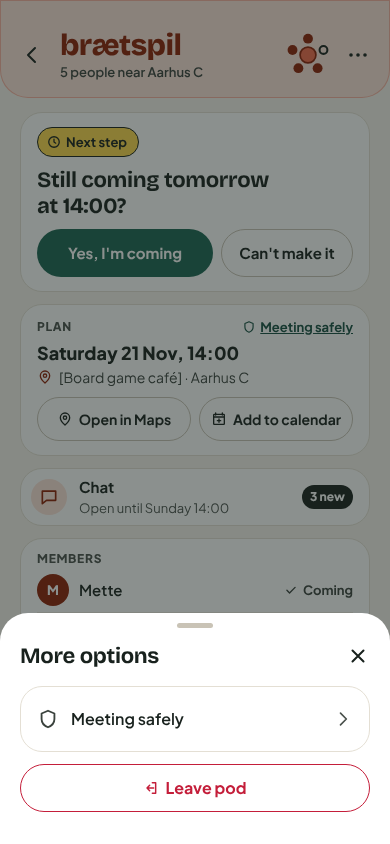 brætspil
5 people near Aarhus C
Next step
Still coming tomorrow
at 14:00?
Yes, I'm coming
Can't make it
PLAN
Meeting safely
Saturday 21 Nov, 14:00
[Board game café] · Aarhus C
Open in Maps
Add to calendar
Chat
Open until Sunday 14:00
3 new
MEMBERS
M
Mette
Coming
More options
Meeting safely
Leave pod